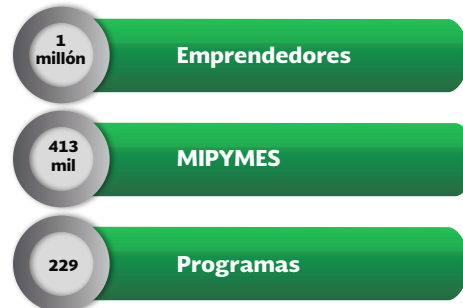 1
millón
Emprendedores
413
mil
MIPYMES
229
Programas